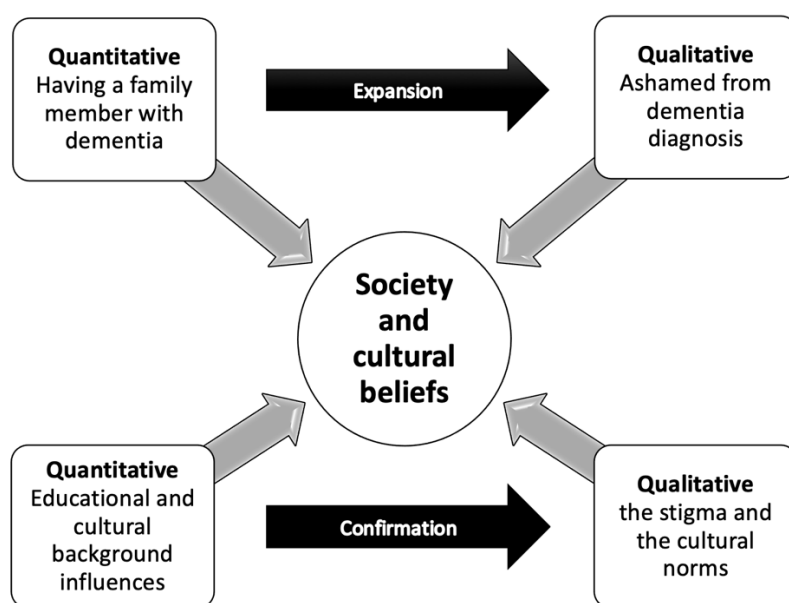 Quantitative
Having a family
member with
dementia
Expansion
Qualitative
Ashamed from
dementia
diagnosis
Society
and
cultural
beliefs
Quantitative
Educational and
cultural
background
influences
Confirmation
Qualitative
the stigma and
the cultural
norms